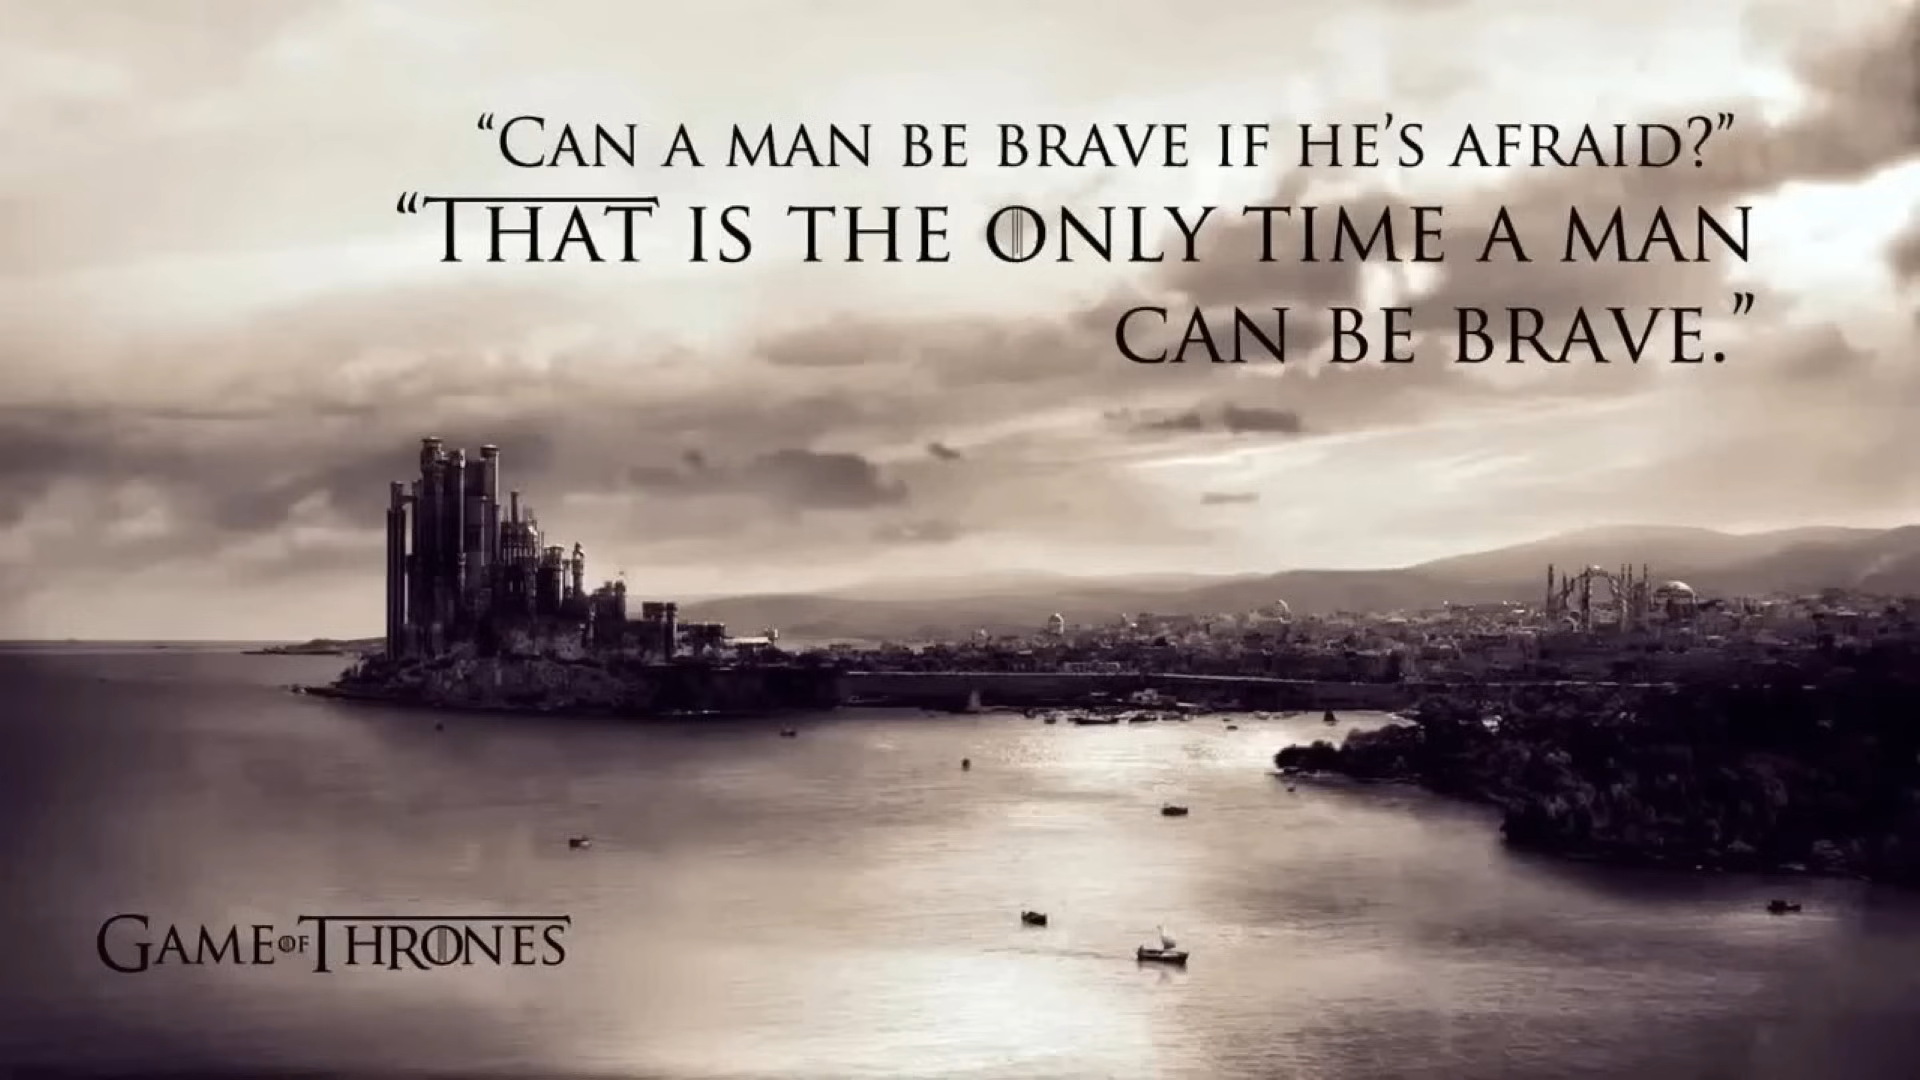 “Can a man be brave if he’s afraid?”
“That is the only time a man
can be brave.”
Game of Thrones